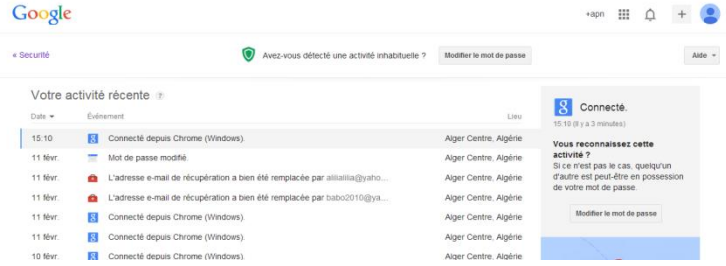 Google
+apn
« Securité
Avez-vous détecté une activité inhabituelle ?
Modifier le mot de passe
Aide
Votre activité récente ?
Date Événement Lieu
15:10 Connecté depuis Chrome (Windows). Alger Centre, Algérie
11 févr. Mot de passe modifié. Alger Centre, Algérie
11 févr. L'adresse e-mail de récupération a bien été remplacée par @yaho... Alger Centre, Algérie
11 févr. L'adresse e-mail de récupération a bien été remplacée par babo2010@ya... Alger Centre, Algérie
11 févr. Connecté depuis Chrome (Windows). Alger Centre, Algérie
11 févr. Connecté depuis Chrome (Windows). Alger Centre, Algérie
10 févr. Connecté depuis Chrome (Windows). Alger Centre, Algérie
Connecté.
15:10 (Il y a 3 minutes)
Vous reconnaissez cette
activité ?
Si ce n'est pas le cas, quelqu'un
d'autre est peut-être en possession
de votre mot de passe.
Modifier le mot de passe